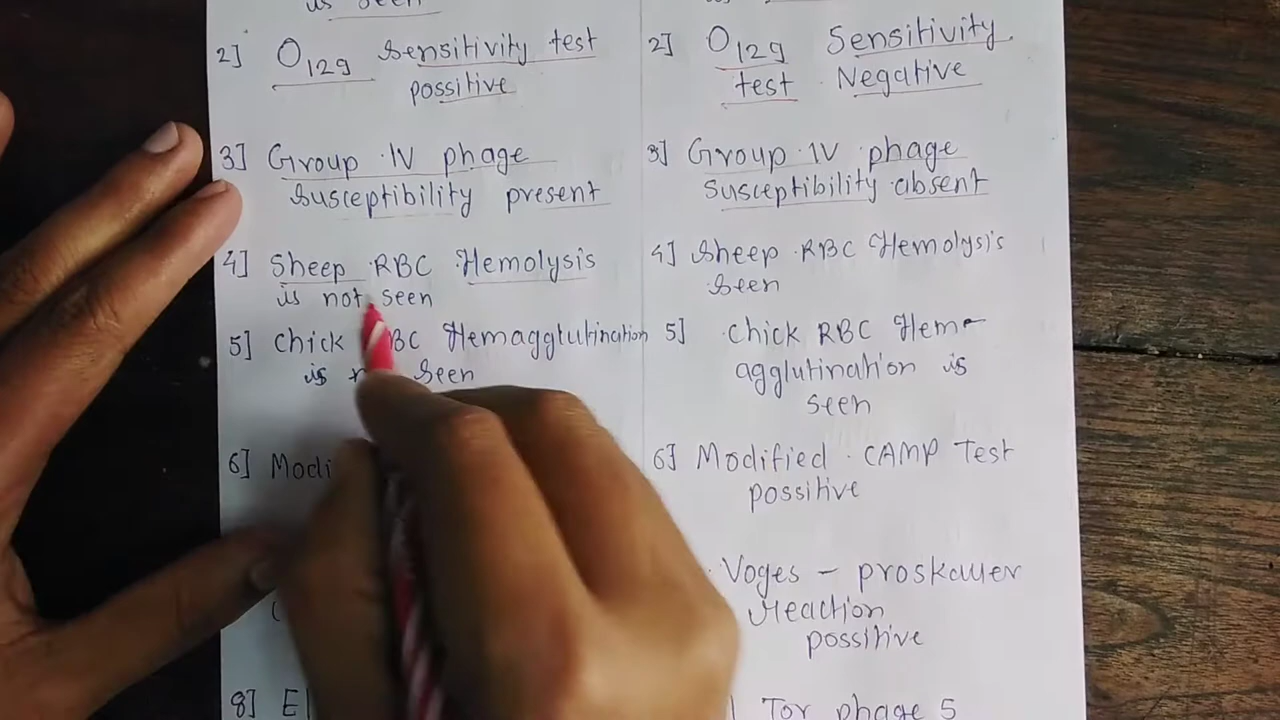 is seen
2] O129 Sensitivity test
possitive
3] Group IV phage
Susceptibility present
4] Sheep RBC Hemolysis
is not seen
5] Chick RBC Hemagglutination
is seen
6]
8]
2] O129 Sensitivity
test Negative
3] Group IV phage
Susceptibility absent
4] Sheep RBC Hemolysis
Seen
5] Chick RBC Hem-
agglutination is
seen
6] Modified CAMP Test
possitive
Voges - proskauer
reaction
possitive
Tor phage 5